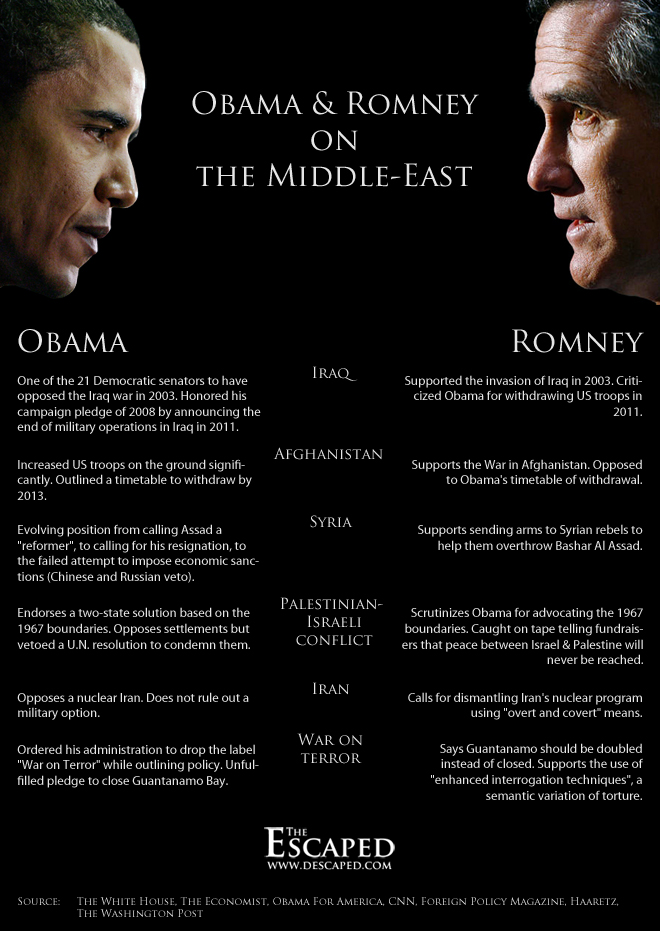 Obama & Romney
on
the Middle-East
Obama
Romney
Iraq
One of the 21 Democratic senators to have
opposed the Iraq war in 2003. Honored his
campaign pledge of 2008 by announcing the
end of military operations in Iraq in 2011.
Supported the invasion of Iraq in 2003. Criti-
cized Obama for withdrawing US troops in
2011.
Afghanistan
Increased US troops on the ground signifi-
cantly. Outlined a timetable to withdraw by
2013.
Supports the War in Afghanistan. Opposed
to Obama's timetable of withdrawal.
Syria
Evolving position from calling Assad a
"reformer", to calling for his resignation, to
the failed attempt to impose economic sanc-
tions (Chinese and Russian veto).
Supports sending arms to Syrian rebels to
help them overthrow Bashar Al Assad.
Palestinian-
Israeli
conflict
Endorses a two-state solution based on the
1967 boundaries. Opposes settlements but
vetoed a U.N. resolution to condemn them.
Scrutinizes Obama for advocating the 1967
boundaries. Caught on tape telling fundrais-
ers that peace between Israel & Palestine will
never be reached.
Iran
Opposes a nuclear Iran. Does not rule out a
military option.
Calls for dismantling Iran's nuclear program
using "overt and covert" means.
War on
terror
Ordered his administration to drop the label
"War on Terror" while outlining policy. Unful-
filled pledge to close Guantanamo Bay.
Says Guantanamo should be doubled
instead of closed. Supports the use of
"enhanced interrogation techniques", a
semantic variation of torture.
The
Escaped
www.descaped.com
Source: The White House, The Economist, Obama For America, CNN, Foreign Policy Magazine, Haaretz,
The Washington Post